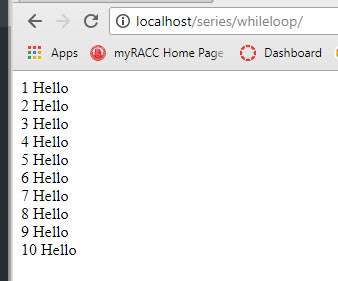 localhost/series/whileloop/
Apps myRACC Home Page Dashboard
1 Hello
2 Hello
3 Hello
4 Hello
5 Hello
6 Hello
7 Hello
8 Hello
9 Hello
10 Hello